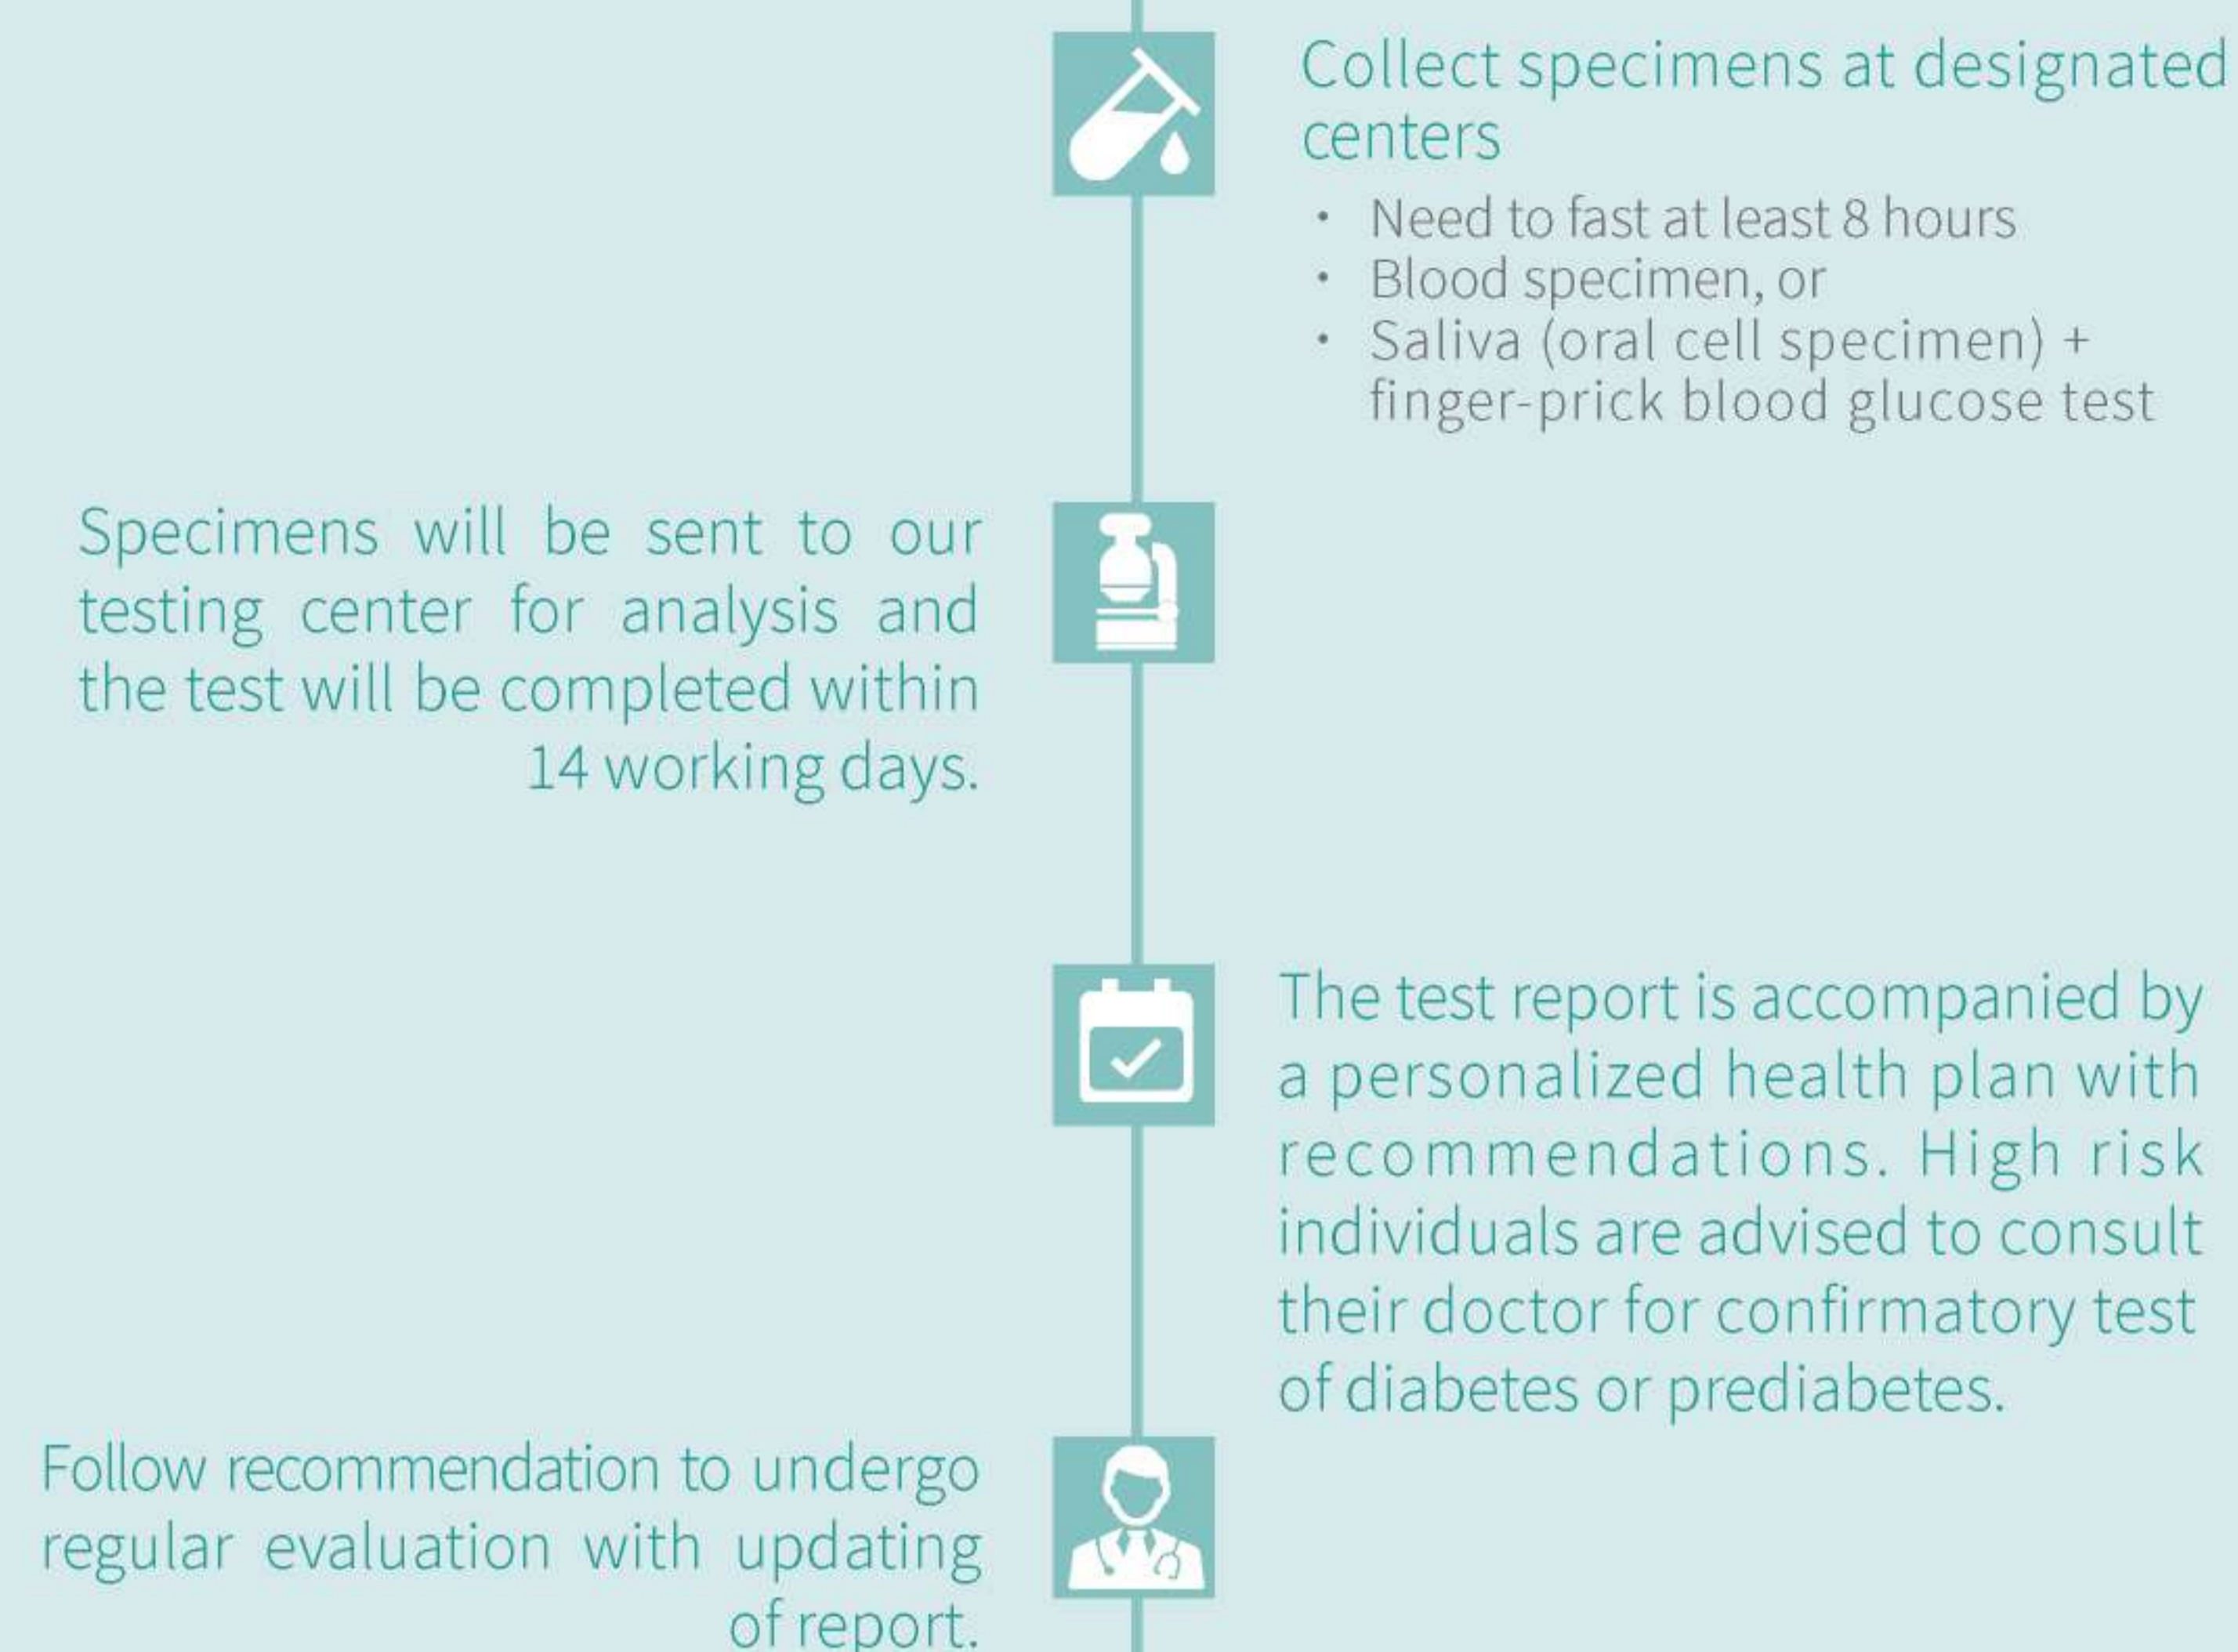 Collect specimens at designated
centers
• Need to fast at least 8 hours
• Blood specimen, or
• Saliva (oral cell specimen) +
finger-prick blood glucose test
Specimens will be sent to our
testing center for analysis and
the test will be completed within
14 working days.
The test report is accompanied by
a personalized health plan with
recommendations. High risk
individuals are advised to consult
their doctor for confirmatory test
of diabetes or prediabetes.
Follow recommendation to undergo
regular evaluation with updating
of report.